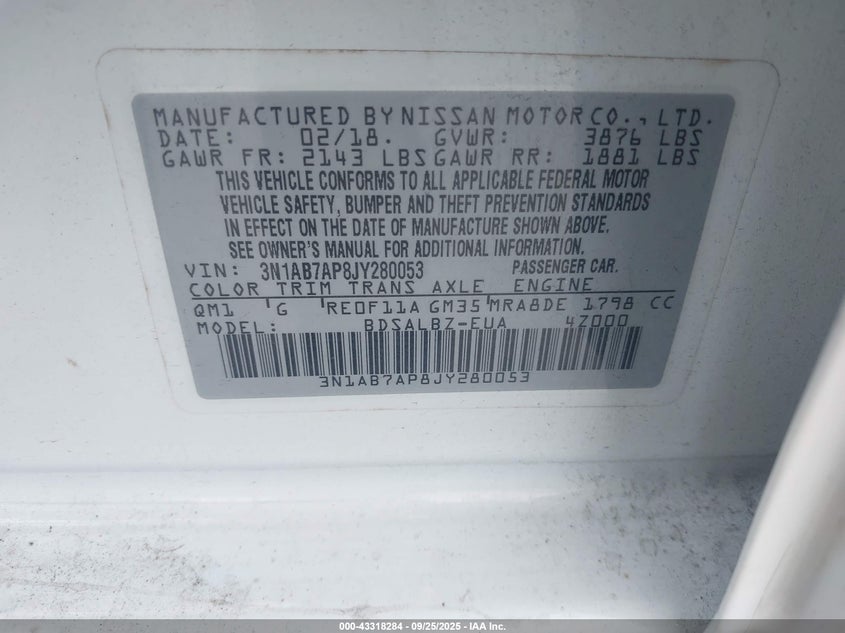 MANUFACTURED BY NISSAN MOTOR CO., LTD.
DATE: 02/18. GVWR: 3876 LBS
GAWR FR: 2143 LBS GAWR RR: 1881 LBS
THIS VEHICLE CONFORMS TO ALL APPLICABLE FEDERAL MOTOR
VEHICLE SAFETY, BUMPER AND THEFT PREVENTION STANDARDS
IN EFFECT ON THE DATE OF MANUFACTURE SHOWN ABOVE.
SEE OWNER'S MANUAL FOR ADDITIONAL INFORMATION.
VIN: 3N1AB7AP8JY280053 PASSENGER CAR.
COLOR TRIM TRANS AXLE ENGINE
QM1 G RE0F11A GM35 MRA8DE 1798 CC
MODEL: BDSALBZ-EUA 4Z000
3N1AB7AP8JY280053
000-43318284 - 09/25/2025 - IAA Inc.